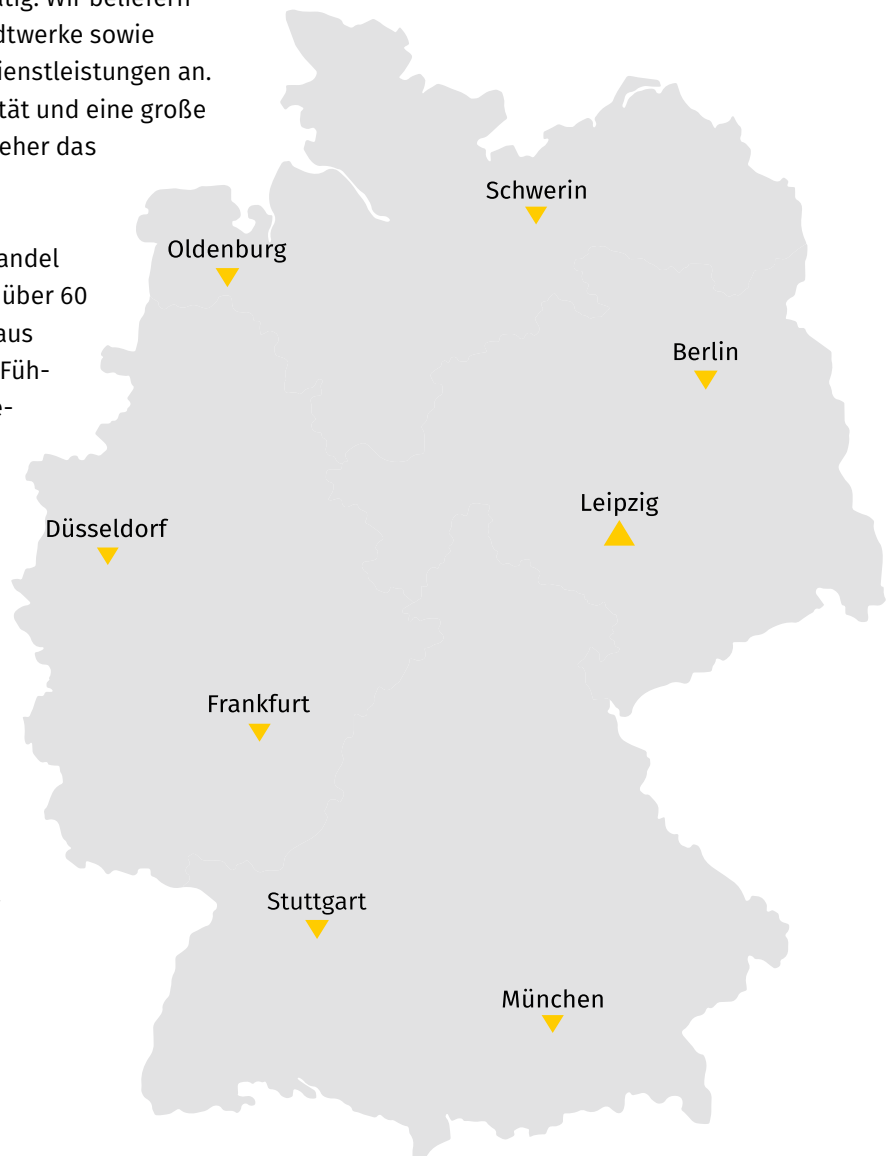 dtwerke sowie
ienstleistungen an.
tät und eine große
eher das
andel
über 60
aus
Füh-
e-
Schwerin
Oldenburg
Berlin
Leipzig
Düsseldorf
Frankfurt
Stuttgart
München